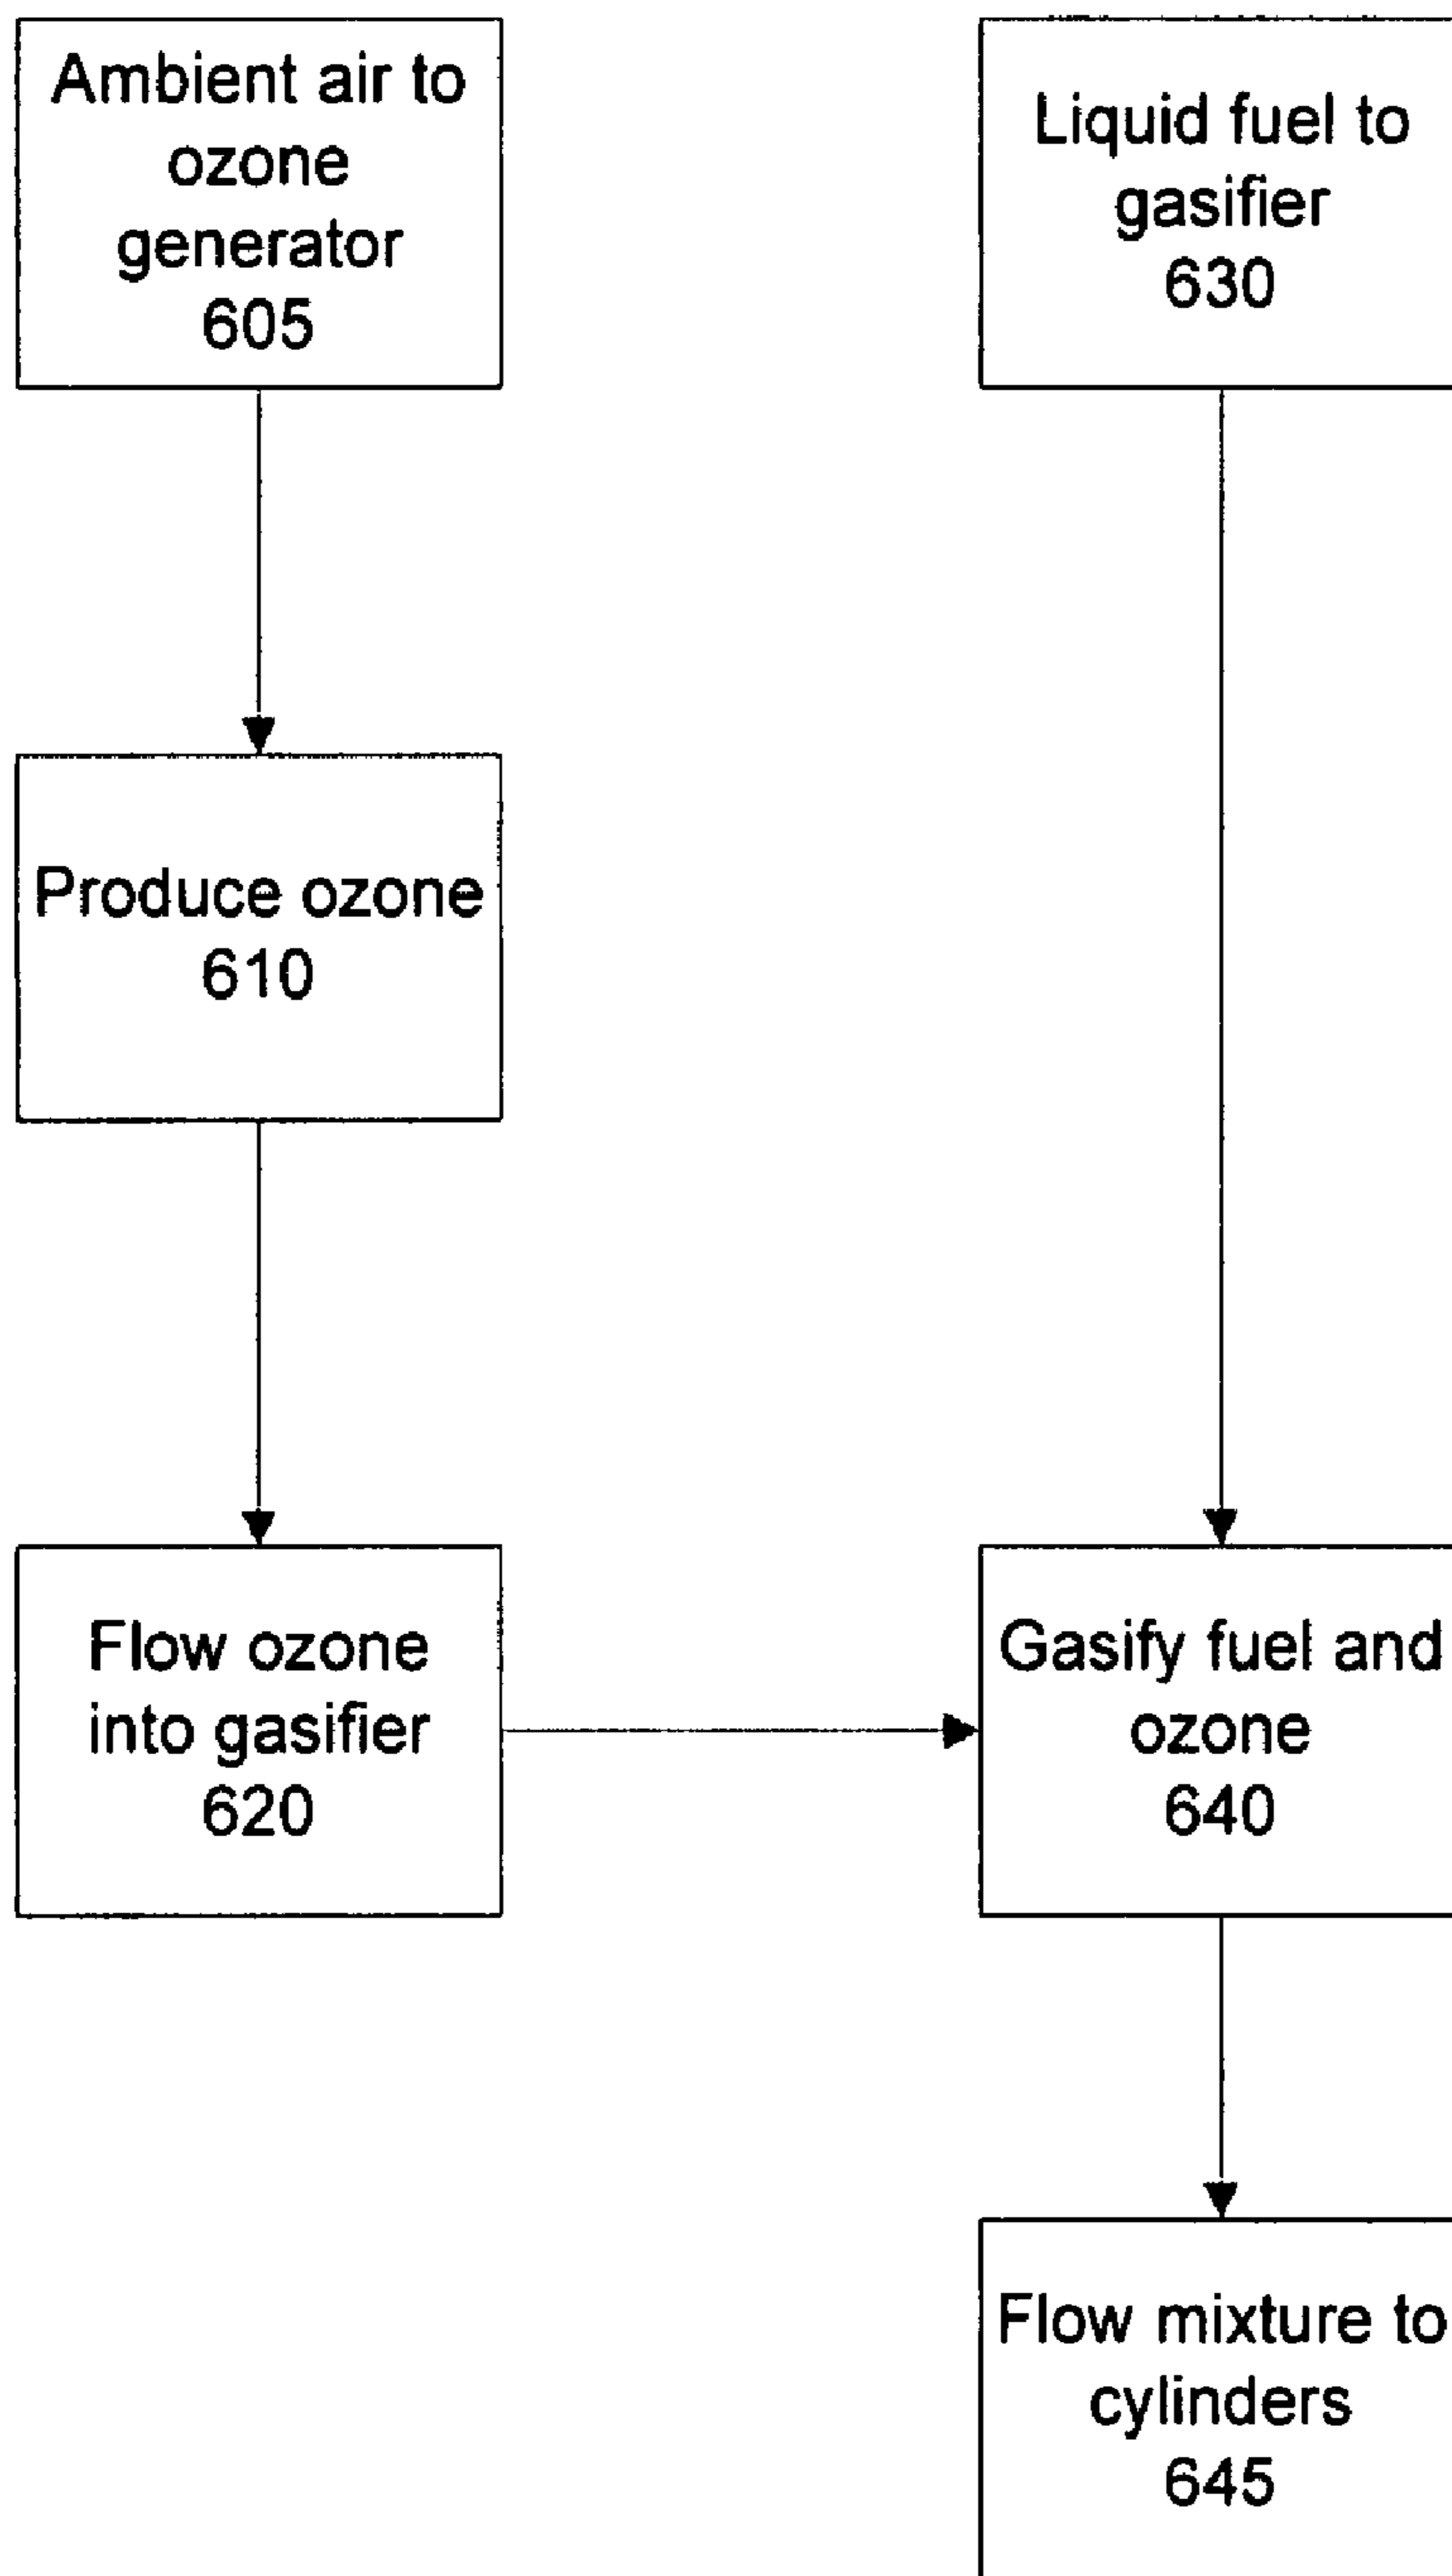 Ambient air to
ozone
generator
605
Liquid fuel to
gasifier
630
Produce ozone
610
Flow ozone
into gasifier
620
Gasify fuel and
ozone
640
Flow mixture to
cylinders
645